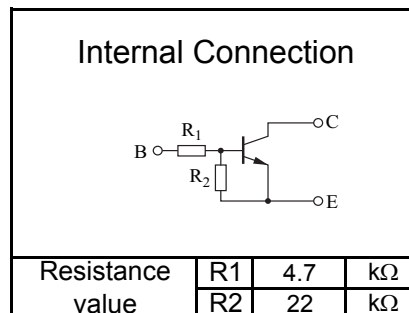 Internal Connection
C
R1
B
R2
E
Resistance value R1 4.7 kΩ
R2 22 kΩ